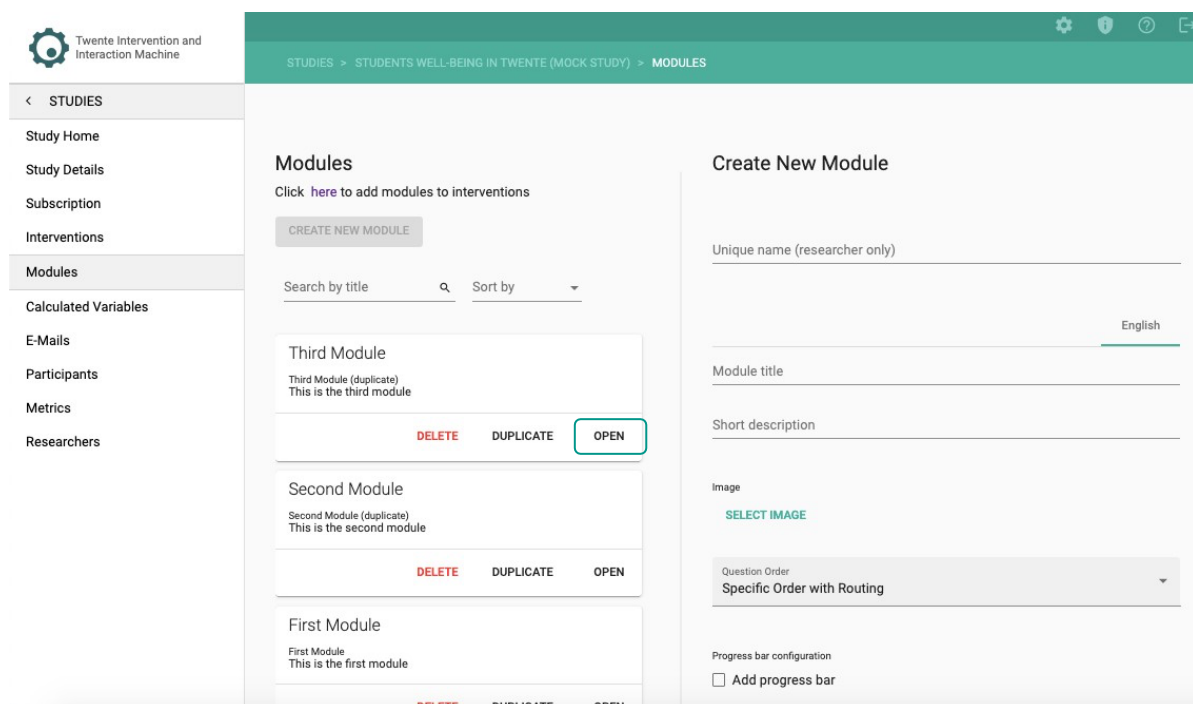 Twente Intervention and
Interaction Machine
STUDIES > STUDENTS WELL-BEING IN TWENTE (MOCK STUDY) > MODULES
< STUDIES
Study Home
Study Details
Subscription
Interventions
Modules
Calculated Variables
E-Mails
Participants
Metrics
Researchers
Modules
Click here to add modules to interventions
CREATE NEW MODULE
Search by title
Sort by
Third Module
Third Module (duplicate)
This is the third module
DELETE DUPLICATE OPEN
Second Module
Second Module (duplicate)
This is the second module
DELETE DUPLICATE OPEN
First Module
First Module
This is the first module
DELETE DUPLICATE OPEN
Create New Module
Unique name (researcher only)
English
Module title
Short description
Image
SELECT IMAGE
Question Order
Specific Order with Routing
Progress bar configuration
Add progress bar